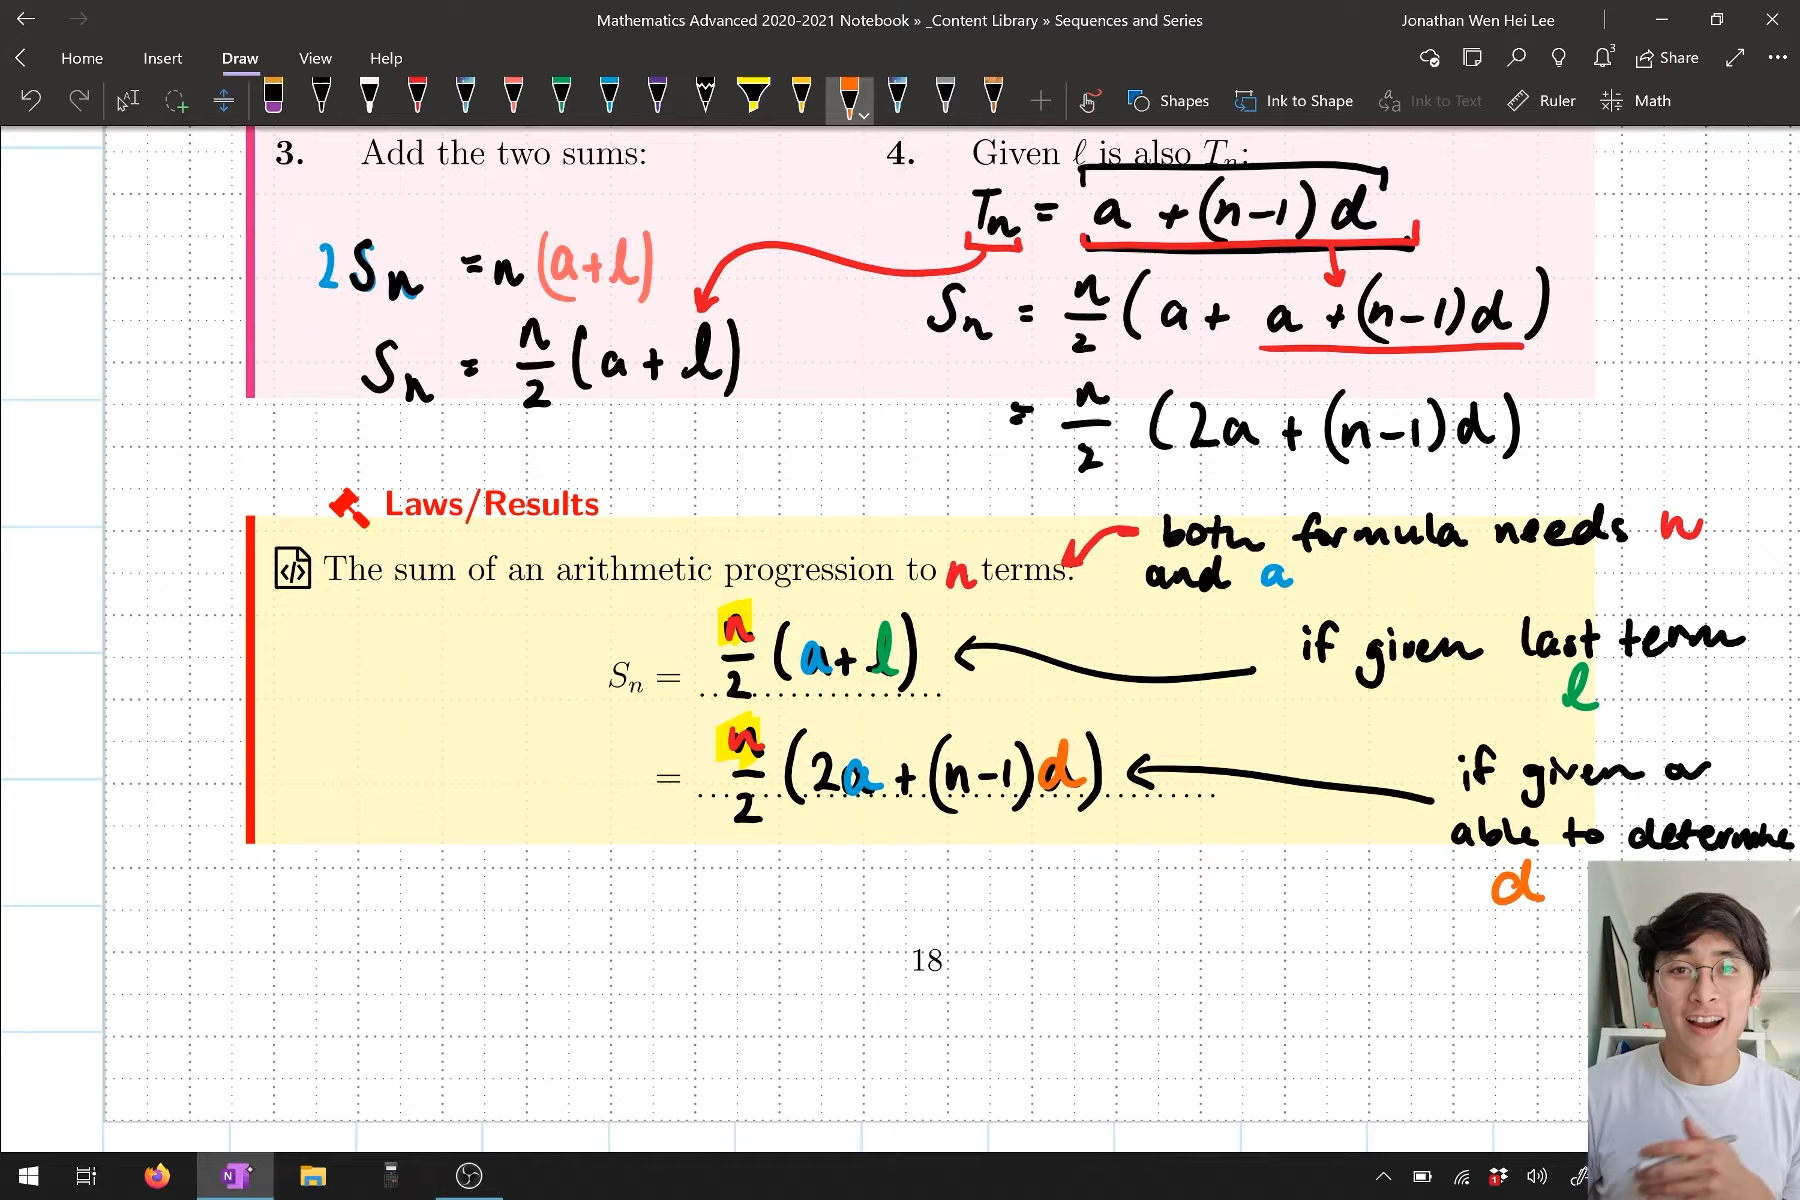 Mathematics Advanced 2020-2021 Notebook » _Content Library » Sequences and Series
Jonathan Wen Hei Lee
Home Insert Draw View Help
3 Share
Shapes Ink to Shape Ink to Text Ruler Math
3. Add the two sums:
2Sn = n(a+l)
Sn = n/2 (a+l)
4. Given ℓ is also Tn:
Tn = a + (n-1)d
Sn = n/2 (a + a + (n-1)d)
= n/2 (2a + (n-1)d)
Laws/Results
both formula needs n
and a
The sum of an arithmetic progression to n terms:
Sn = n/2 (a+l)
if given last term
l
= n/2 (2a + (n-1)d)
if given or
able to determine
d
18